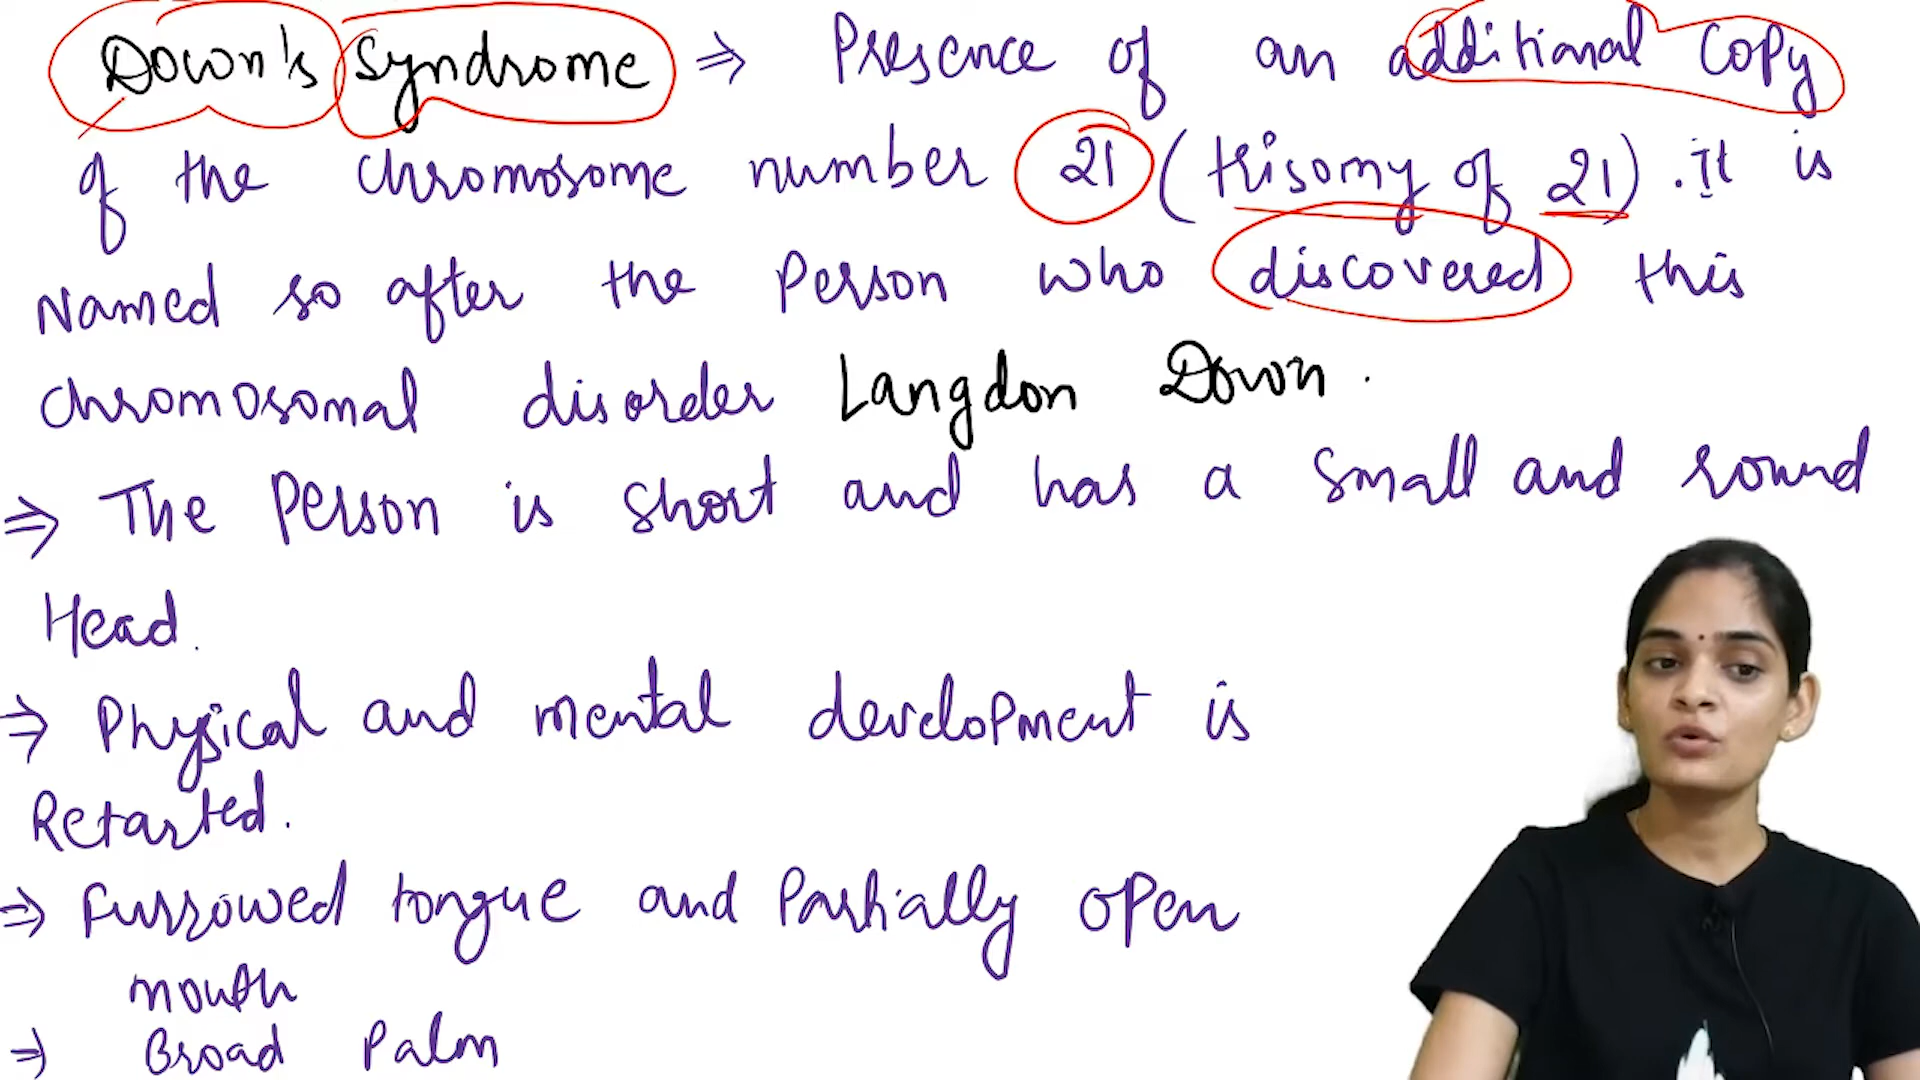 Down's Syndrome ⇒ Presence of an additional copy
of the chromosome number 21 (trisomy of 21). It is
Named so after the Person who discovered this
chromosomal disorder Langdon Down.
⇒ The Person is short and has a small and round
Head.
⇒ Physical and mental development is
Retarted.
⇒ Furrowed tongue and Partially open
mouth
⇒ Broad Palm